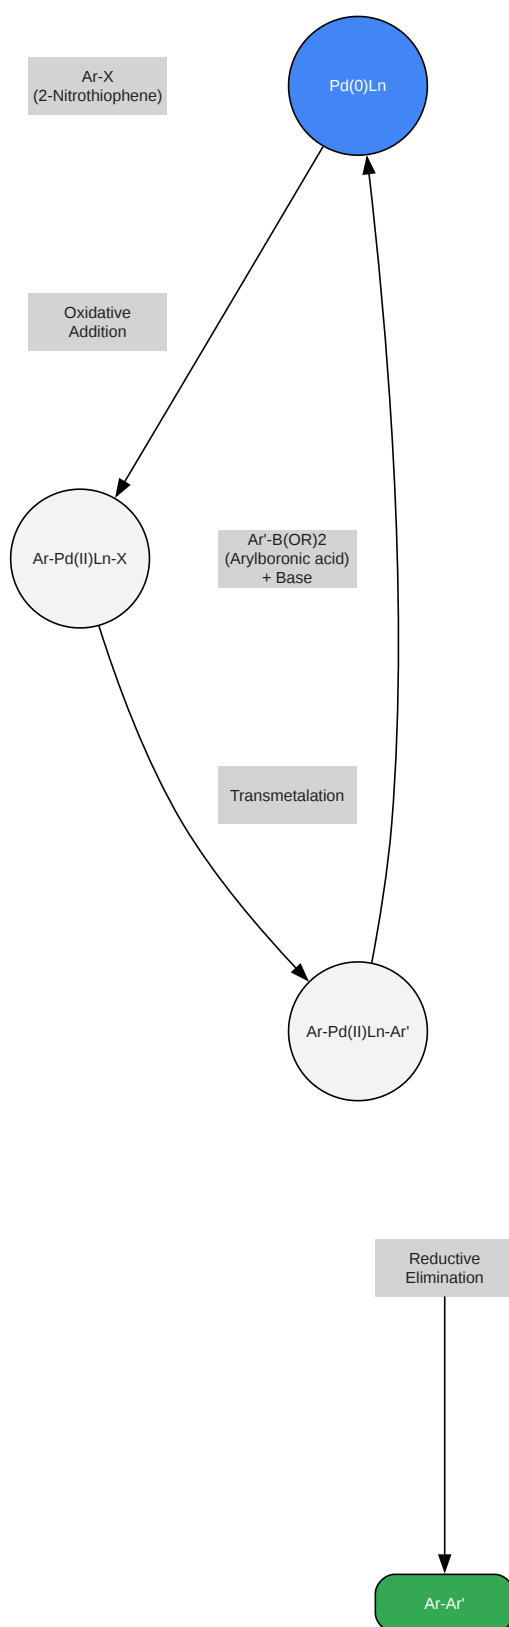 Ar-X
(2-Nitrothiophene)
Pd(0)Ln
Oxidative
Addition
Ar-Pd(II)Ln-X
Ar'-B(OR)2
(Arylboronic acid)
+ Base
Transmetalation
Ar-Pd(II)Ln-Ar'
Reductive
Elimination
Ar-Ar'